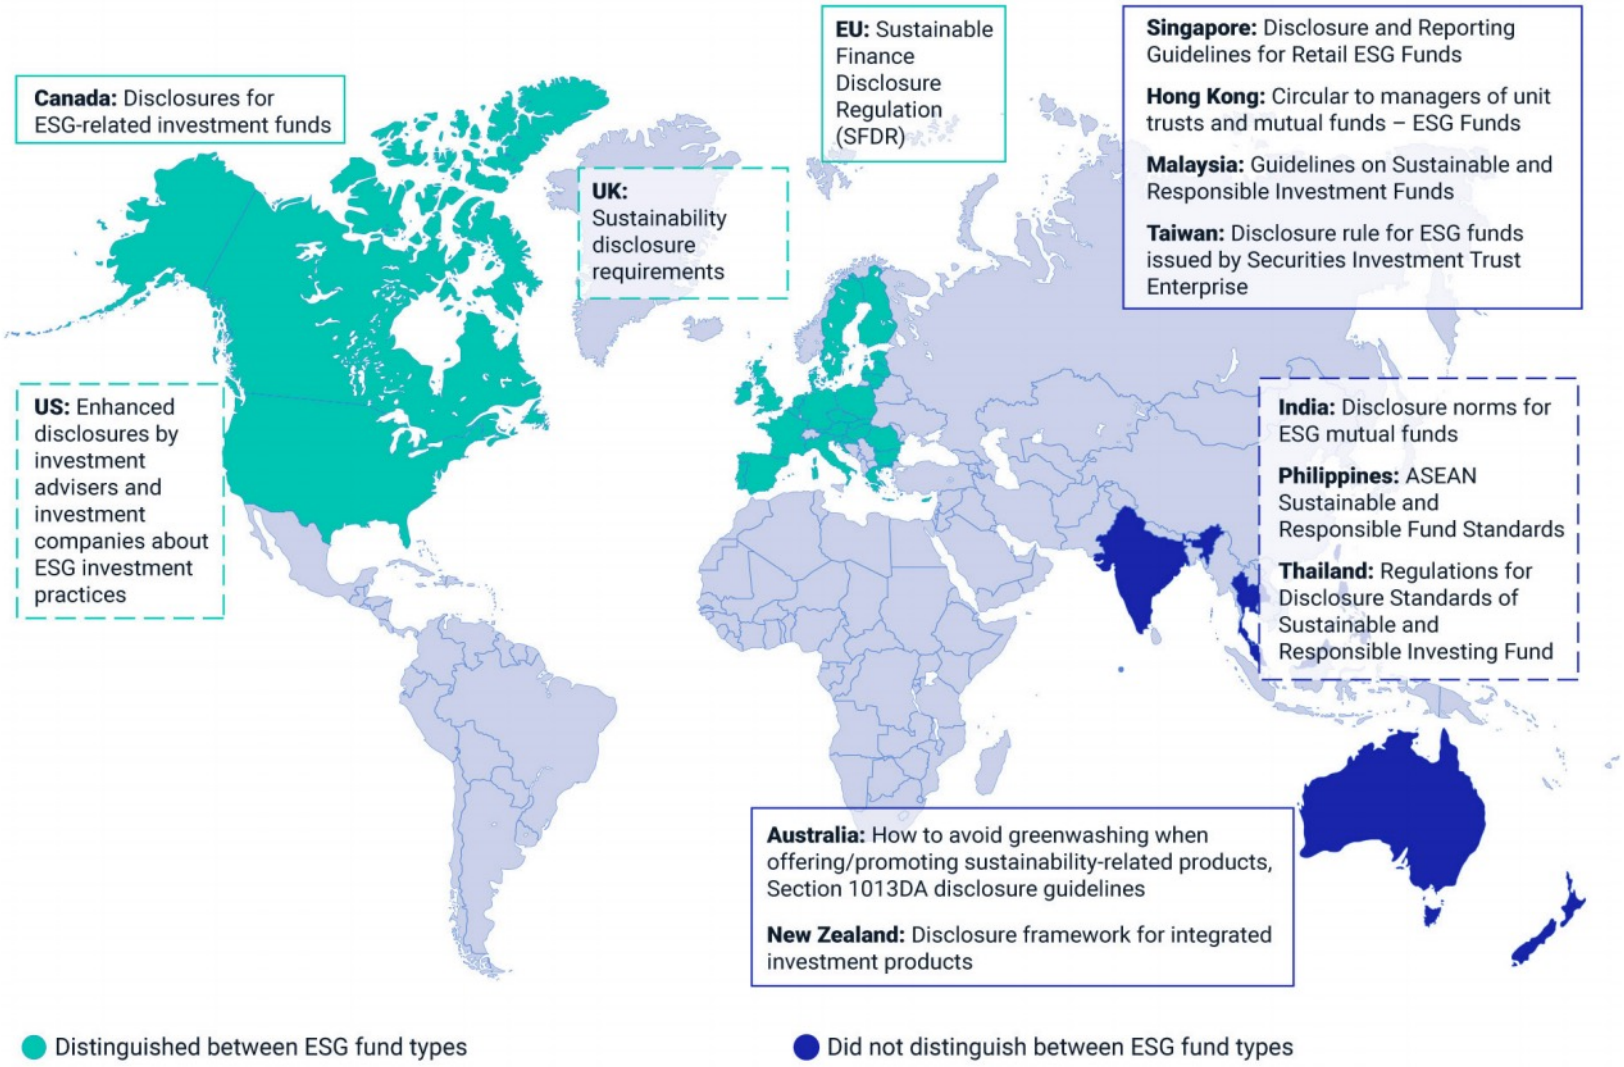 Canada: Disclosures for
ESG-related investment funds
EU: Sustainable
Finance
Disclosure
Regulation
(SFDR)
Singapore: Disclosure and Reporting
Guidelines for Retail ESG Funds
Hong Kong: Circular to managers of unit
trusts and mutual funds – ESG Funds
Malaysia: Guidelines on Sustainable and
Responsible Investment Funds
Taiwan: Disclosure rule for ESG funds
issued by Securities Investment Trust
Enterprise
UK:
Sustainability
disclosure
requirements
US: Enhanced
disclosures by
investment
advisers and
investment
companies about
ESG investment
practices
India: Disclosure norms for
ESG mutual funds
Philippines: ASEAN
Sustainable and
Responsible Fund Standards
Thailand: Regulations for
Disclosure Standards of
Sustainable and
Responsible Investing Fund
Australia: How to avoid greenwashing when
offering/promoting sustainability-related products,
Section 1013DA disclosure guidelines
New Zealand: Disclosure framework for integrated
investment products
Distinguished between ESG fund types
Did not distinguish between ESG fund types